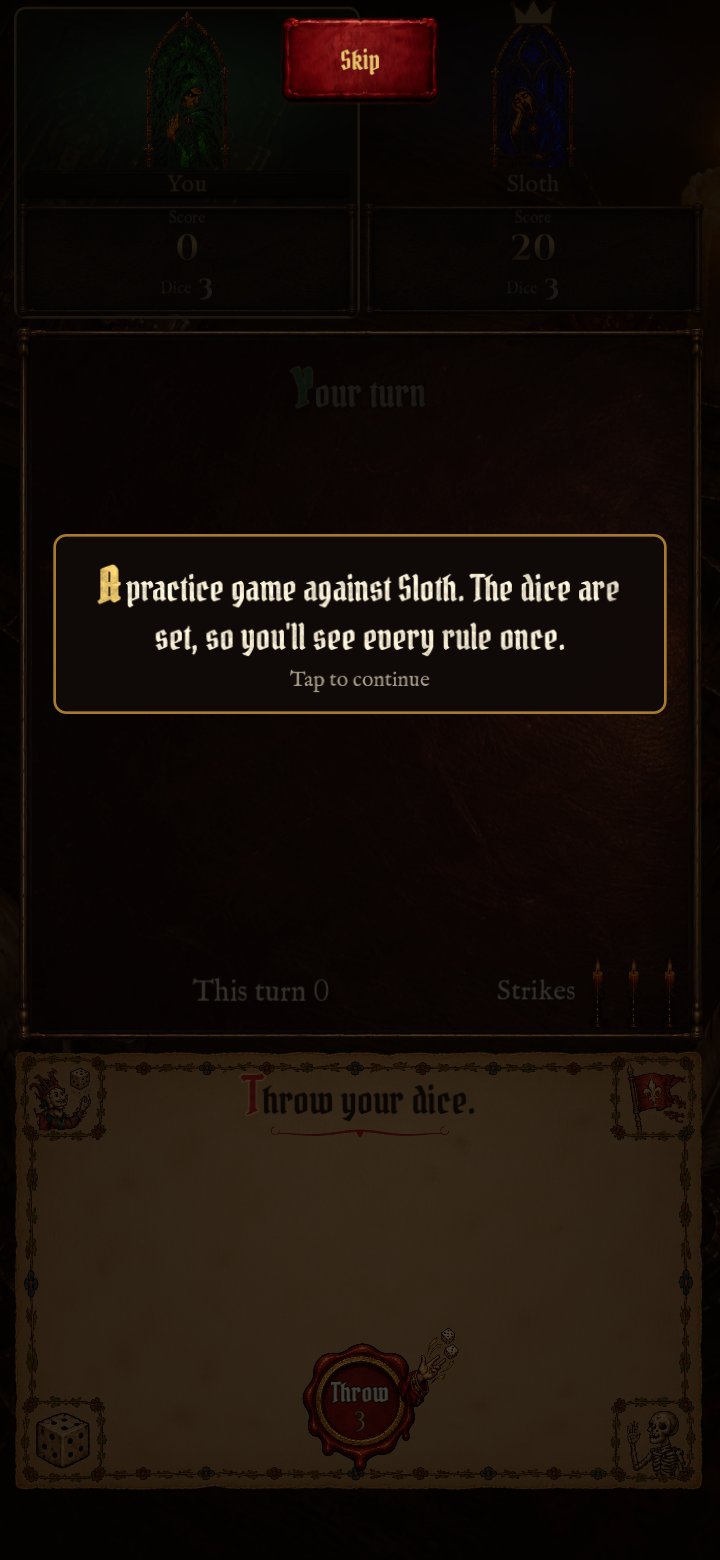 Skip
You
Sloth
Score
Score
0
20
Dice 3
Dice 3
Your turn
A practice game against Sloth. The dice are
set, so you'll see every rule once.
Tap to continue
This turn 0
Strikes
Throw your dice.
Throw
3